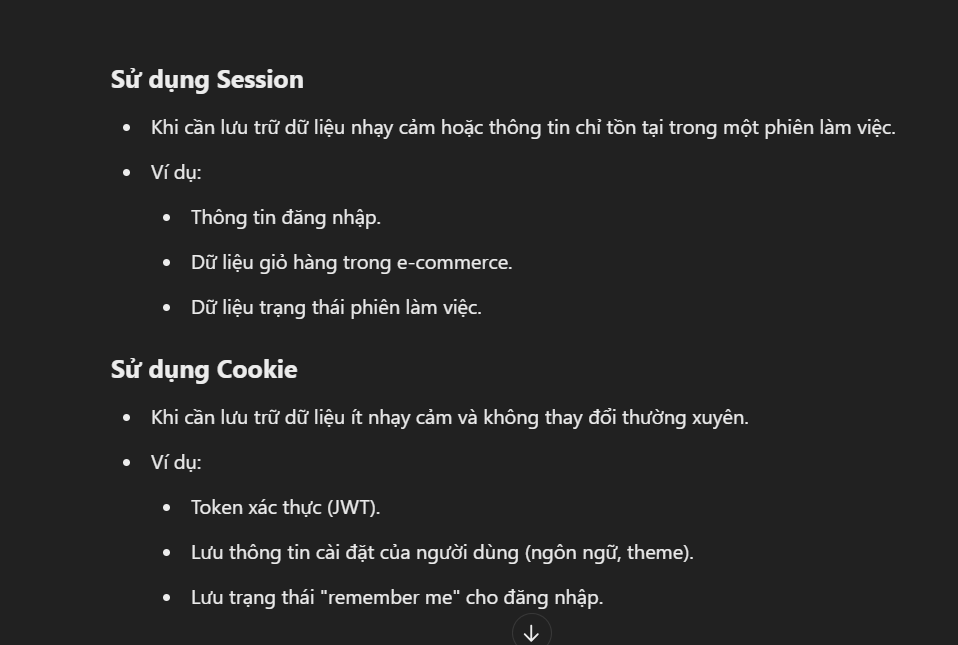 Sử dụng Session
Khi cần lưu trữ dữ liệu nhạy cảm hoặc thông tin chỉ tồn tại trong một phiên làm việc.
Ví dụ:
Thông tin đăng nhập.
Dữ liệu giỏ hàng trong e-commerce.
Dữ liệu trạng thái phiên làm việc.
Sử dụng Cookie
Khi cần lưu trữ dữ liệu ít nhạy cảm và không thay đổi thường xuyên.
Ví dụ:
Token xác thực (JWT).
Lưu thông tin cài đặt của người dùng (ngôn ngữ, theme).
Lưu trạng thái "remember me" cho đăng nhập.